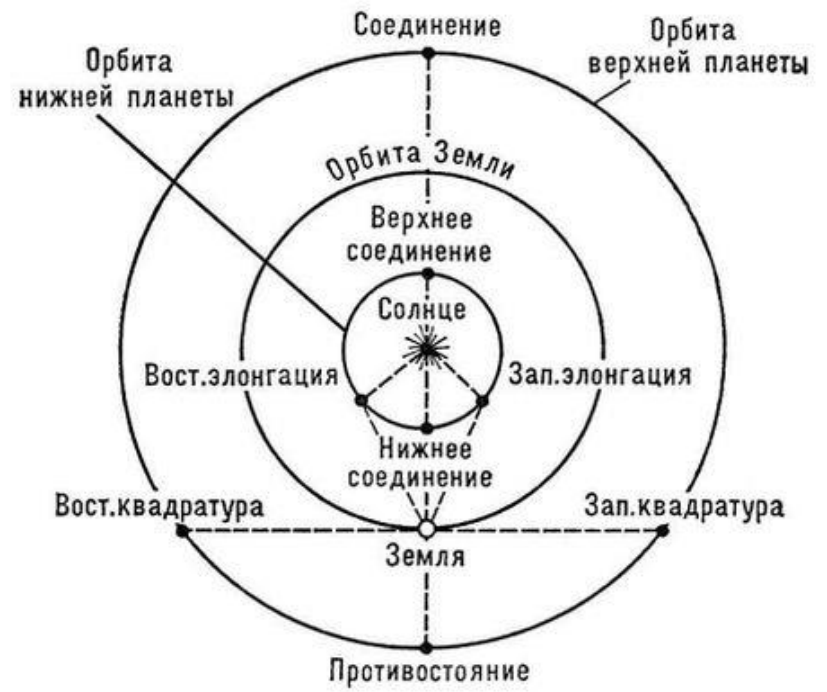 Соединение
Орбита
верхней планеты
Орбита
нижней планеты
Орбита Земли
Верхнее
соединение
Солнце
Вост.элонгация
Зап.элонгация
Нижнее
соединение
Вост.квадратура
Зап.квадратура
Земля
Противостояние